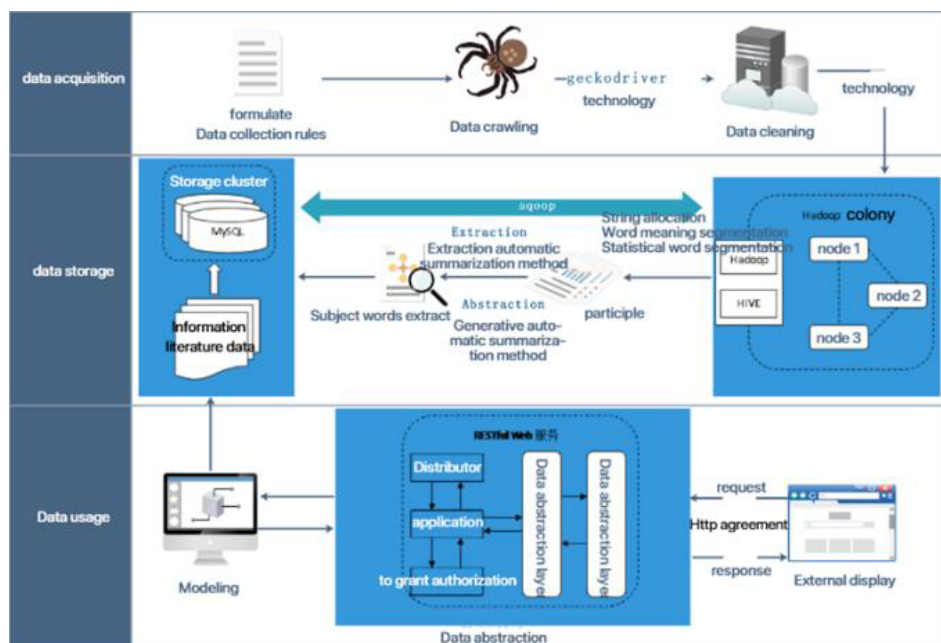 data acquisition
formulate
Data collection rules
Data crawling
geckodriver
technology
Data cleaning
technology
data storage
Storage cluster
MySQL
Information
literature data
sqoop
Extraction
Extraction automatic
summarization method
Subject words extract
Abstraction
Generative auto-
matic summariza-
tion method
String allocation
Word meaning segmentation
Statistical word segmentation
participle
Hadoop colony
Hadoop
HIVE
node 1
node 2
node 3
Data usage
Modeling
RESTful Web 服务
Distributor
application
to grant authorization
Data abstraction layer
Data abstraction layer
Data abstraction
request
Http agreement
response
External display